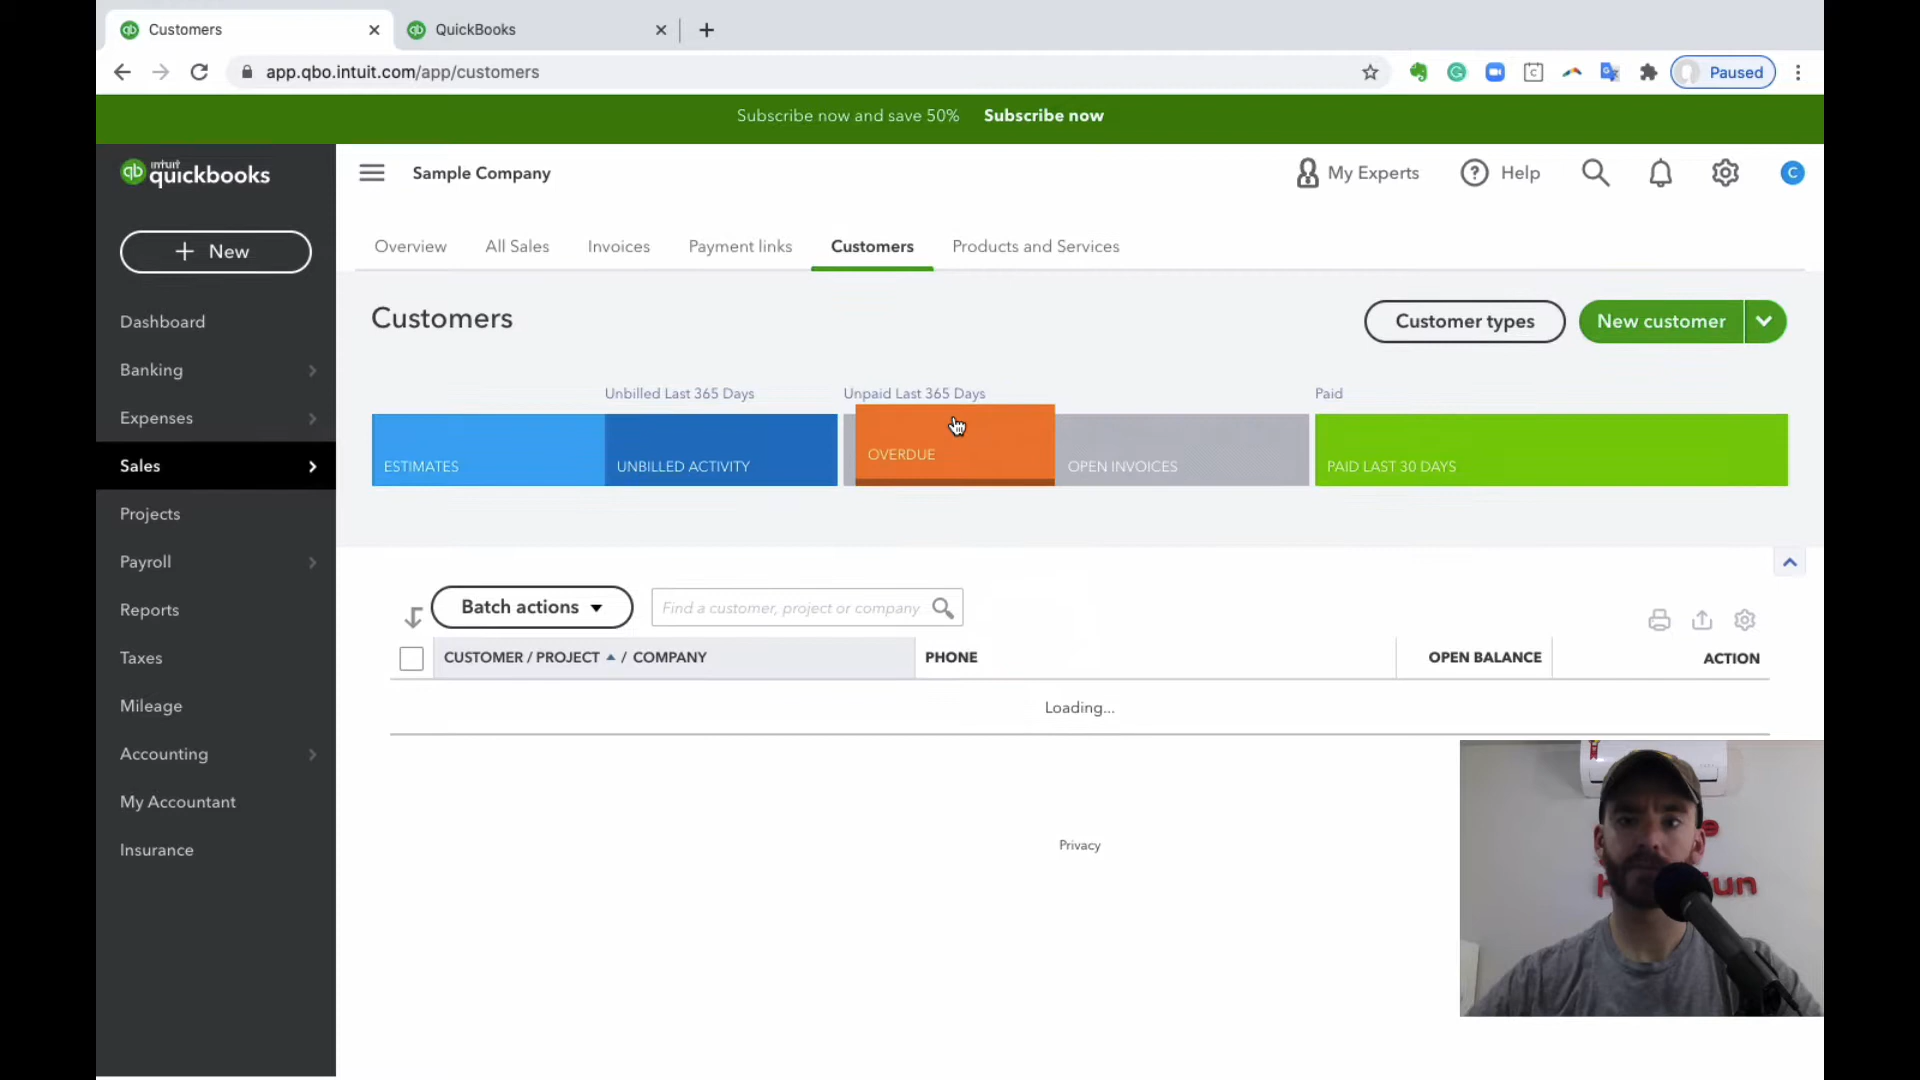 Customers
QuickBooks
app.qbo.intuit.com/app/customers
Paused
Subscribe now and save 50% Subscribe now
intuit
quickbooks
Sample Company
My Experts
Help
C
New
Overview
All Sales
Invoices
Payment links
Customers
Products and Services
Dashboard
Banking
Expenses
Sales
Projects
Payroll
Reports
Taxes
Mileage
Accounting
My Accountant
Insurance
Customers
Customer types
New customer
Unbilled Last 365 Days
Unpaid Last 365 Days
Paid
ESTIMATES
UNBILLED ACTIVITY
OVERDUE
OPEN INVOICES
PAID LAST 30 DAYS
Batch actions
Find a customer, project or company
CUSTOMER / PROJECT / COMPANY
PHONE
OPEN BALANCE
ACTION
Loading...
Privacy